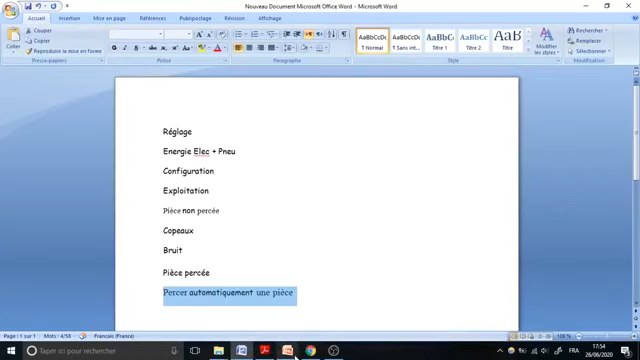 Nouveau Document Microsoft Office Word - Microsoft Word
Accueil Insertion Mise en page Références Publipostage Révision Affichage
Coller
Couper
Copier
Reproduire la mise en forme
Presse-papiers
Police
Paragraphe
AaBbCcDc AaBbCcDc AaBbC AaBbCc AaB
¶ Normal ¶ Sans int... Titre 1 Titre 2 Titre
Modifier les styles
Style
Rechercher
Remplacer
Sélectionner
Modification
Réglage
Energie Elec + Pneu
Configuration
Exploitation
Pièce non percée
Copeaux
Bruit
Pièce percée
Percer automatiquement une pièce
Page : 1 sur 1 Mots : 4/58 Français (France) 108 %
Taper ici pour rechercher
FRA
17:54
26/06/2020